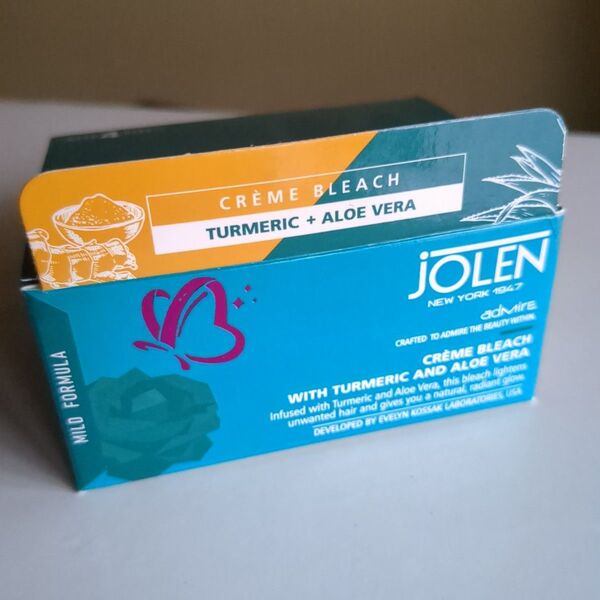 CRÈME BLEACH
TURMERIC + ALOE VERA
JOLEN
NEW YORK 1947
admire
CRAFTED TO ADMIRE THE BEAUTY WITHIN.
CRÈME BLEACH
WITH TURMERIC AND ALOE VERA
Infused with Turmeric and Aloe Vera, this bleach lightens
unwanted hair and gives you a natural, radiant glow.
DEVELOPED BY EVELYN KOSSAK LABORATORIES, USA
MILD FORMULA